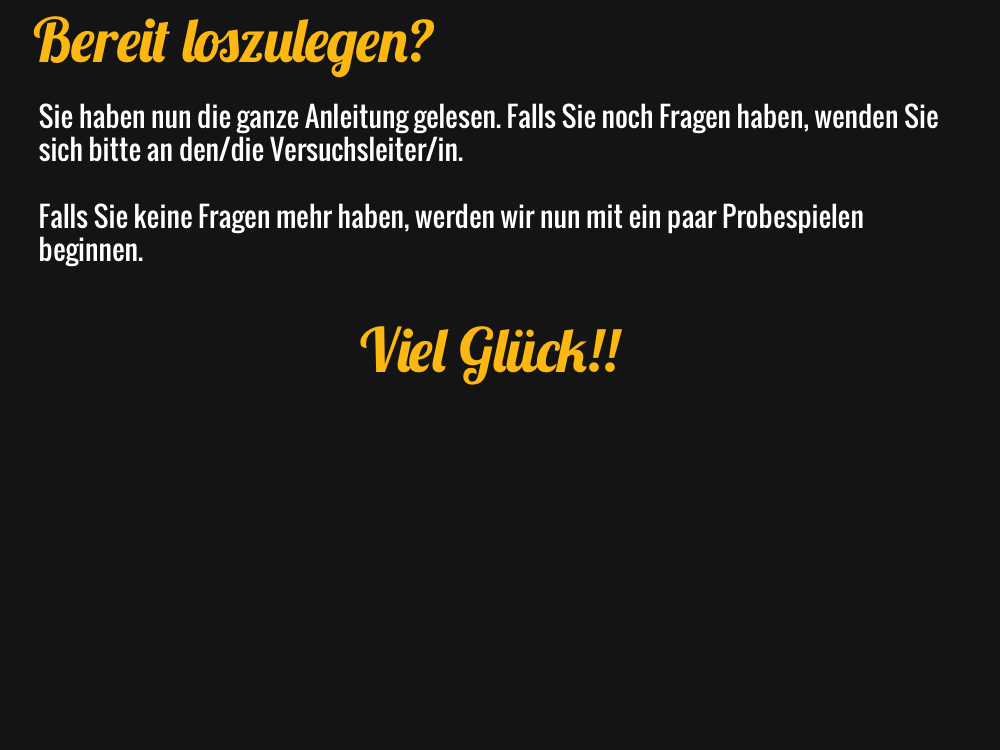 Bereit loszulegen?
Sie haben nun die ganze Anleitung gelesen. Falls Sie noch Fragen haben, wenden Sie
sich bitte an den/die Versuchsleiter/in.
Falls Sie keine Fragen mehr haben, werden wir nun mit ein paar Probespielen
beginnen.
Viel Glück!!